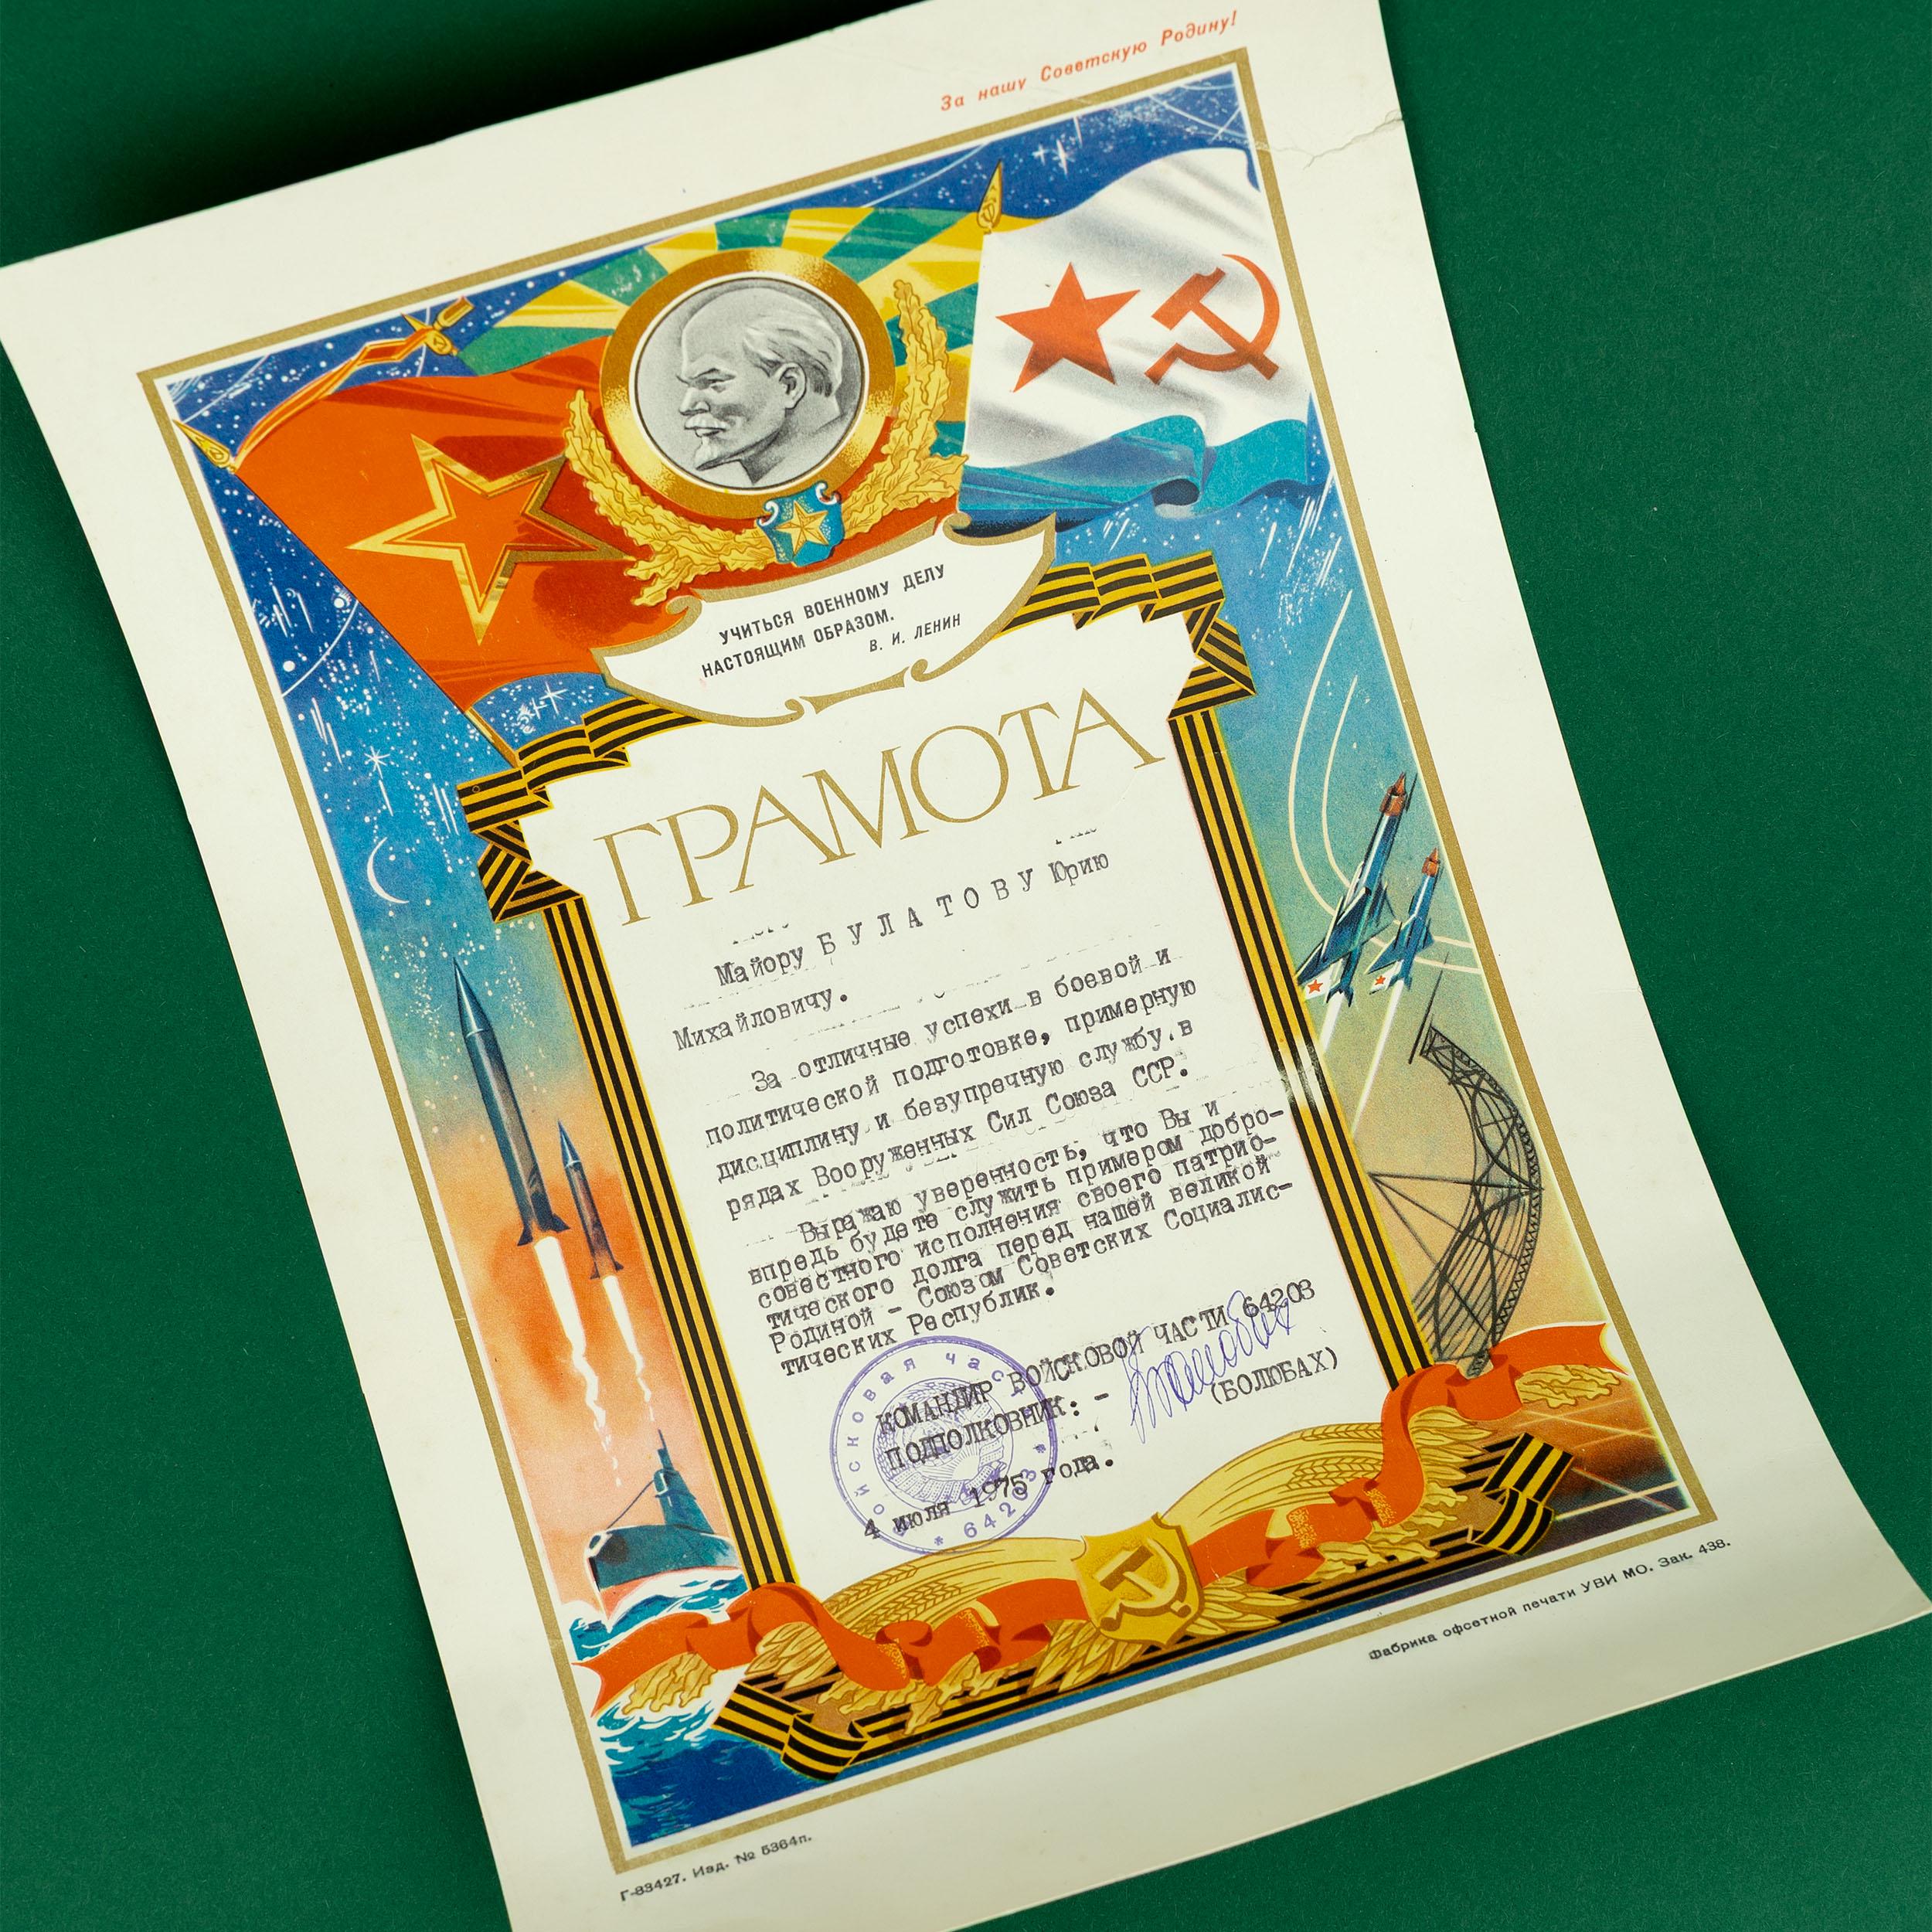 За нашу Советскую Родину!
УЧИТЬСЯ ВОЕННОМУ ДЕЛУ
НАСТОЯЩИМ ОБРАЗОМ.
В. И. ЛЕНИН
ГРАМОТА
Майору Б У Л А Т О В У Юрию
Михайловичу.
За отличные успехи в боевой и
политической подготовке, примерную
дисциплину и безупречную службу в
рядах Вооруженных Сил Союза ССР.
Выражаю уверенность, что Вы и
впредь будете служить примером добро-
совестного исполнения своего патрио-
тического долга перед нашей великой
Родиной – Союзом Советских Социалис-
тических Республик.
КОМАНДИР ВОЙСКОВОЙ ЧАСТИ 64203
ПОДПОЛКОВНИК: –
(БОЛЮБАХ)
4 июля 1975 года.
Войсковая часть * 64203 *
Фабрика офсетной печати УВИ МО. Зак. 438.
Г-83427. Изд. № 5364п.